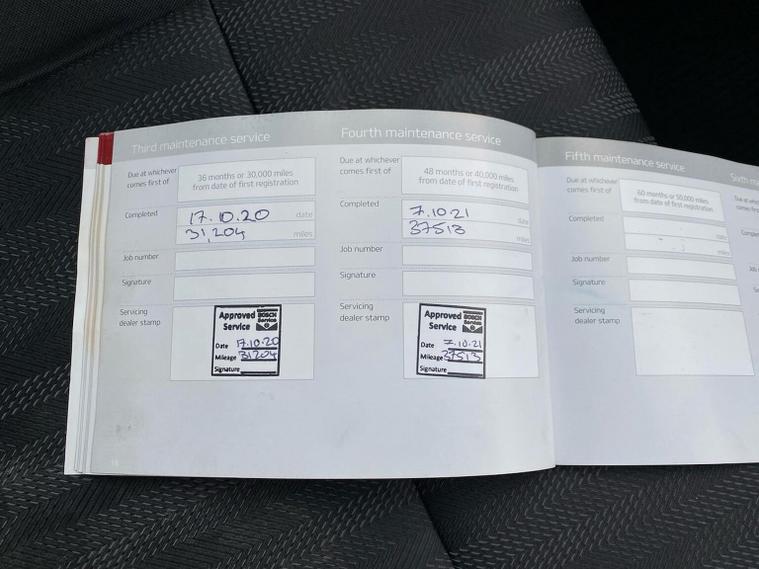 Third maintenance service
Due at whichever
comes first of
36 months or 30,000 miles
from date of first registration
Completed
17.10.20 date
31,204 miles
Job number
Signature
Servicing
dealer stamp
Approved BOSCH
Service Service
Date 17.10.20
Mileage 31204
Signature
Fourth maintenance service
Due at whichever
comes first of
48 months or 40,000 miles
from date of first registration
Completed
7.10.21 date
37513 miles
Job number
Signature
Servicing
dealer stamp
Approved BOSCH
Service Service
Date 7.10.21
Mileage 37513
Signature
Fifth maintenance service
Due at whichever
comes first of
60 months or 50,000 miles
from date of first registration
Completed
date
miles
Job number
Signature
Servicing
dealer stamp
Sixth